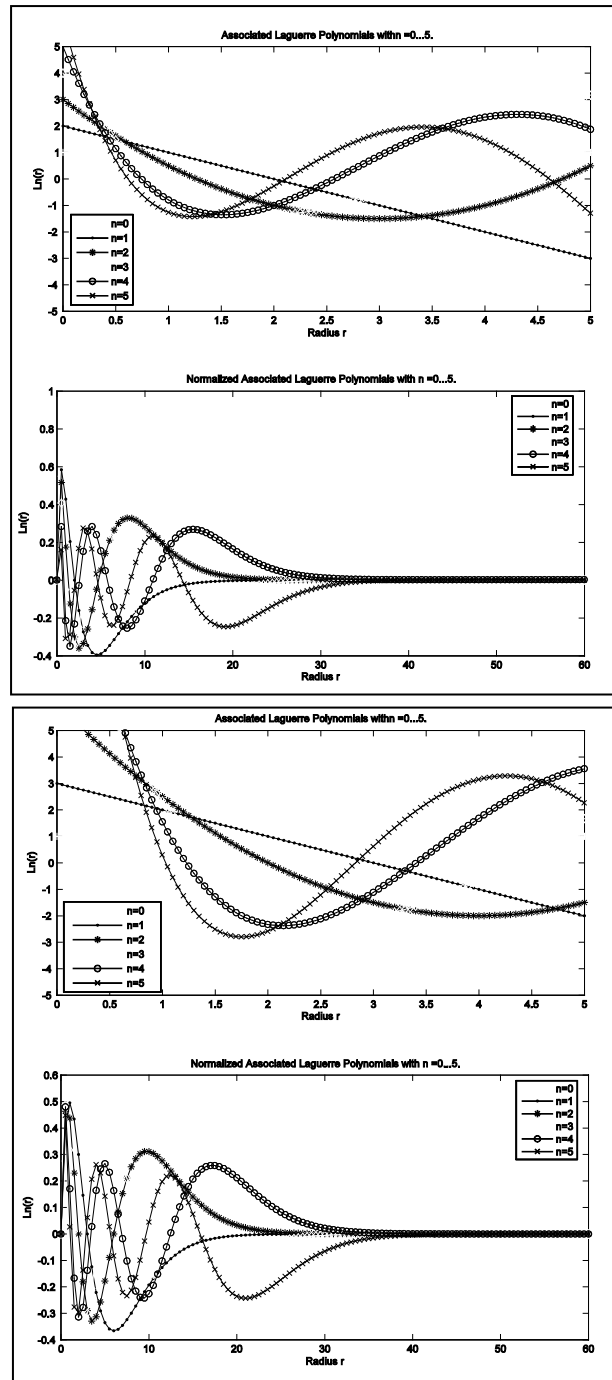 Associated Laguerre Polynomials withn =0...5.
5
4
3
2
1
0
-1
-2
-3
-4
-5
Ln(r)
n=0
n=1
n=2
n=3
n=4
n=5
0 0.5 1 1.5 2 2.5 3 3.5 4 4.5 5
Radius r
Normalized Associated Laguerre Polynomials with n =0...5.
1
0.8
0.6
0.4
0.2
0
-0.2
-0.4
Ln(r)
n=0
n=1
n=2
n=3
n=4
n=5
0 10 20 30 40 50 60
Radius r
Associated Laguerre Polynomials withn =0...5.
5
4
3
2
1
0
-1
-2
-3
-4
-5
Ln(r)
n=0
n=1
n=2
n=3
n=4
n=5
0 0.5 1 1.5 2 2.5 3 3.5 4 4.5 5
Radius r
Normalized Associated Laguerre Polynomials with n =0...5.
0.6
0.5
0.4
0.3
0.2
0.1
0
-0.1
-0.2
-0.3
-0.4
Ln(r)
n=0
n=1
n=2
n=3
n=4
n=5
0 10 20 30 40 50 60
Radius r